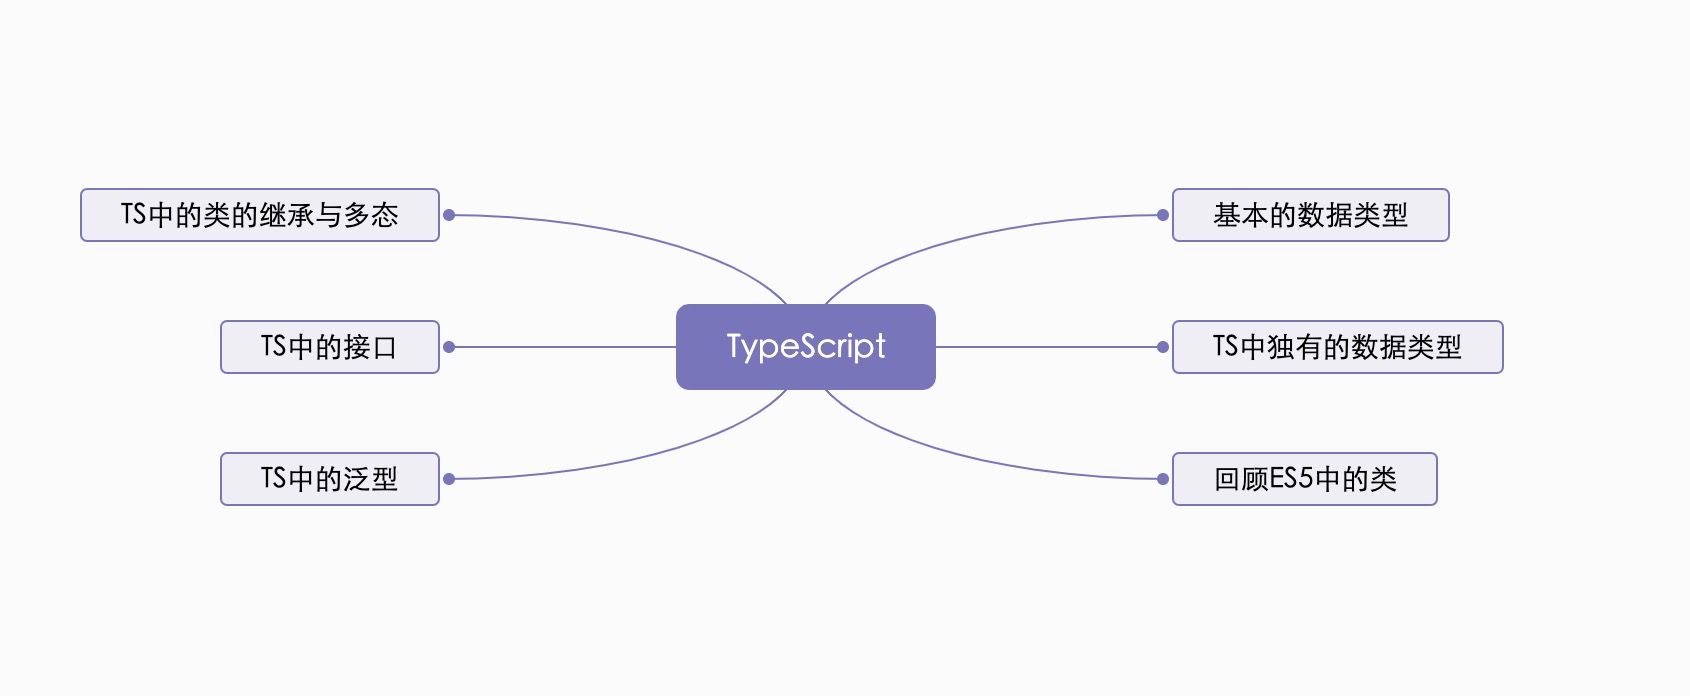 TS中的类的继承与多态
基本的数据类型
TS中的接口
TypeScript
TS中独有的数据类型
TS中的泛型
回顾ES5中的类